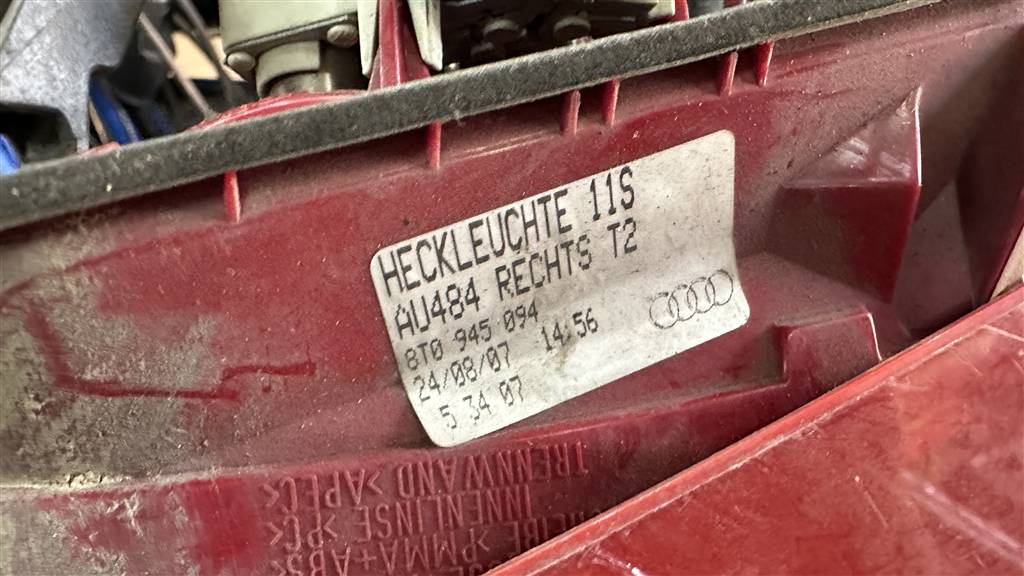 HECKLEUCHTE 11S
AU484 RECHTS T2
8T0 945 094
24/08/07 14:56
5 34 07
TRENNWAND >APEC<
INNENLINSE >PC<
>PMMA+ABS<